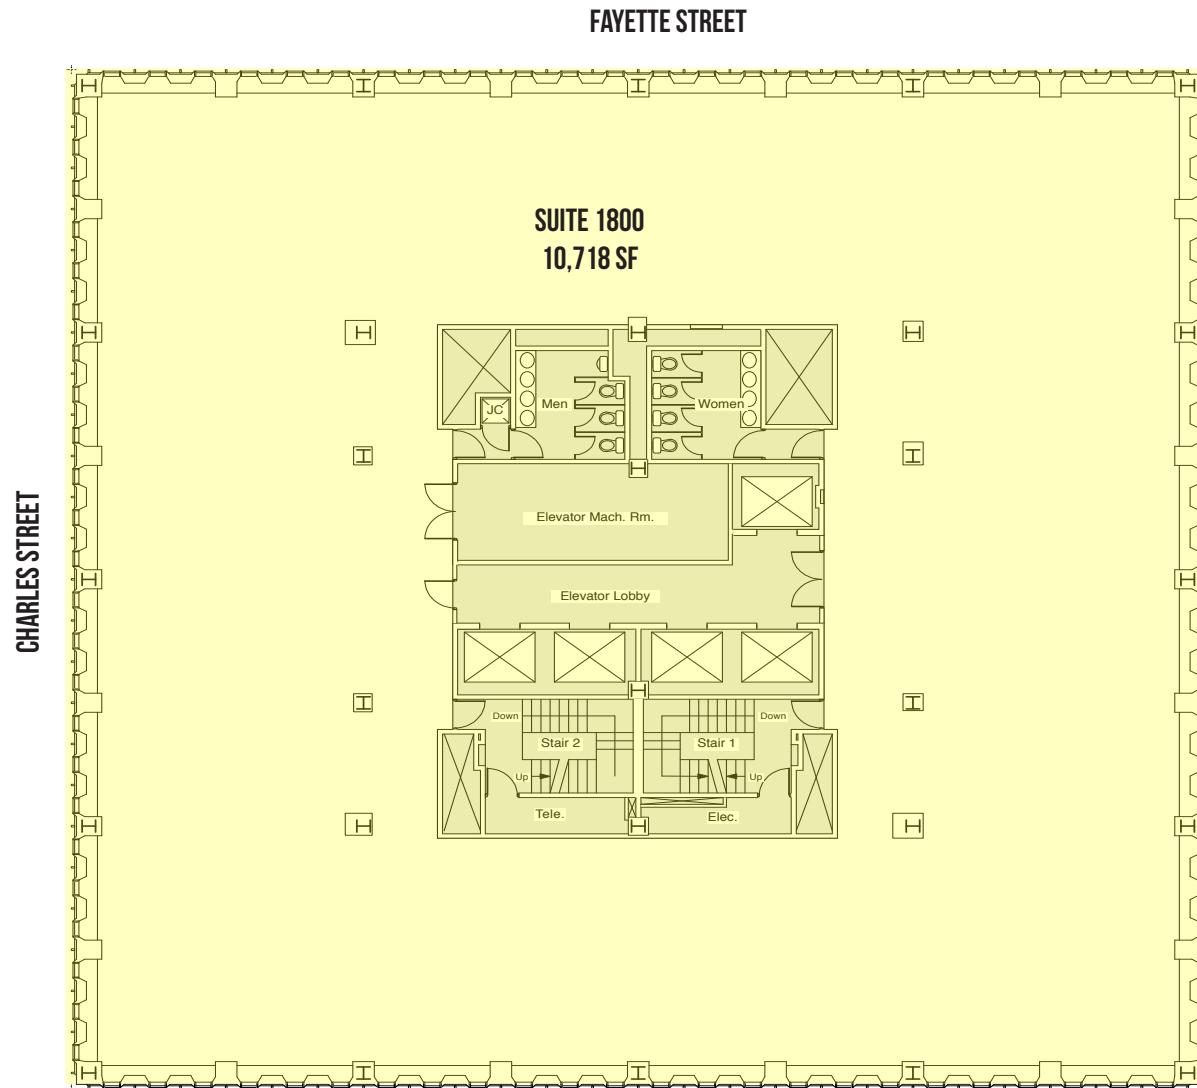 FAYETTE STREET
SUITE 1800
10,718 SF
CHARLES STREET
JC
Men
Women
Elevator Mach. Rm.
Elevator Lobby
Down
Down
Stair 2
Stair 1
Up
Up
Tele.
Elec.